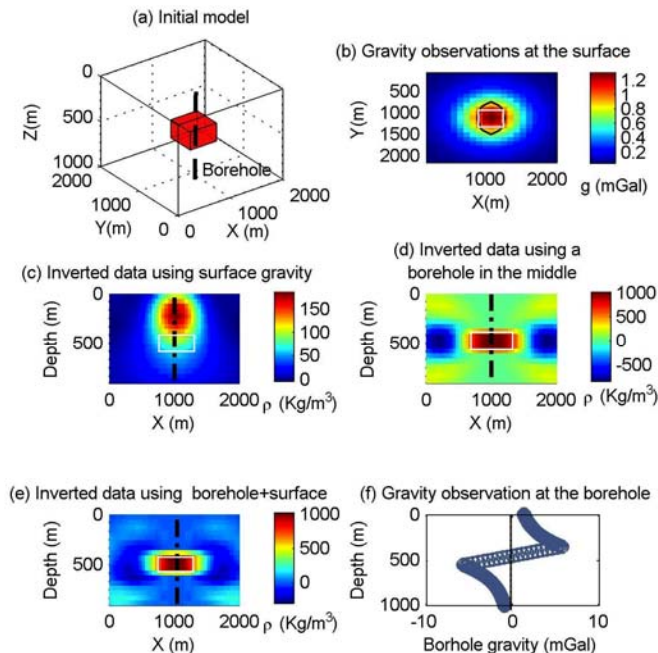 (a) Initial model
0
500
1000
2000
Z(m)
1000
Y(m)
0
0
1000
X (m)
2000
Borehole
(b) Gravity observations at the surface
500
1000
1500
2000
Y(m)
1000
2000
X(m)
1.2
1
0.8
0.6
0.4
0.2
g (mGal)
(c) Inverted data using surface gravity
0
500
Depth (m)
0
1000
2000
X (m)
150
100
50
0
ρ (Kg/m³)
(d) Inverted data using a
borehole in the middle
0
500
Depth (m)
0
1000
2000
X (m)
1000
500
0
-500
ρ (Kg/m³)
(e) Inverted data using borehole+surface
0
500
Depth (m)
0
1000
2000
X (m)
1000
500
0
ρ (Kg/m³)
(f) Gravity observation at the borehole
0
500
1000
Depth (m)
-10
0
10
Borhole gravity (mGal)